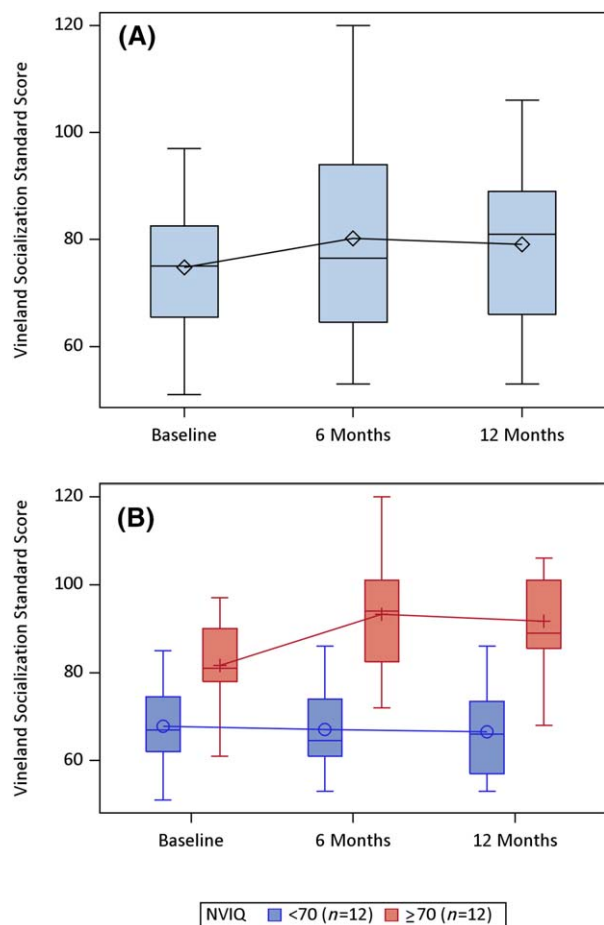 (A)
Vineland Socialization Standard Score
120
100
80
60
Baseline 6 Months 12 Months
(B)
Vineland Socialization Standard Score
120
100
80
60
Baseline 6 Months 12 Months
NVIQ <70 (n=12) ≥70 (n=12)